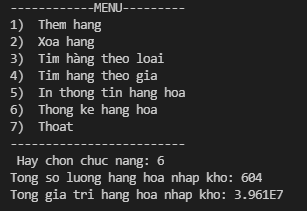 ------------MENU---------
1)  Them hang
2)  Xoa hang
3)  Tim hàng theo loai
4)  Tim hang theo gia
5)  In thong tin hang hoa
6)  Thong ke hang hoa
7)  Thoat
-------------------------
 Hay chon chuc nang: 6
Tong so luong hang hoa nhap kho: 604
Tong gia tri hang hoa nhap kho: 3.961E7